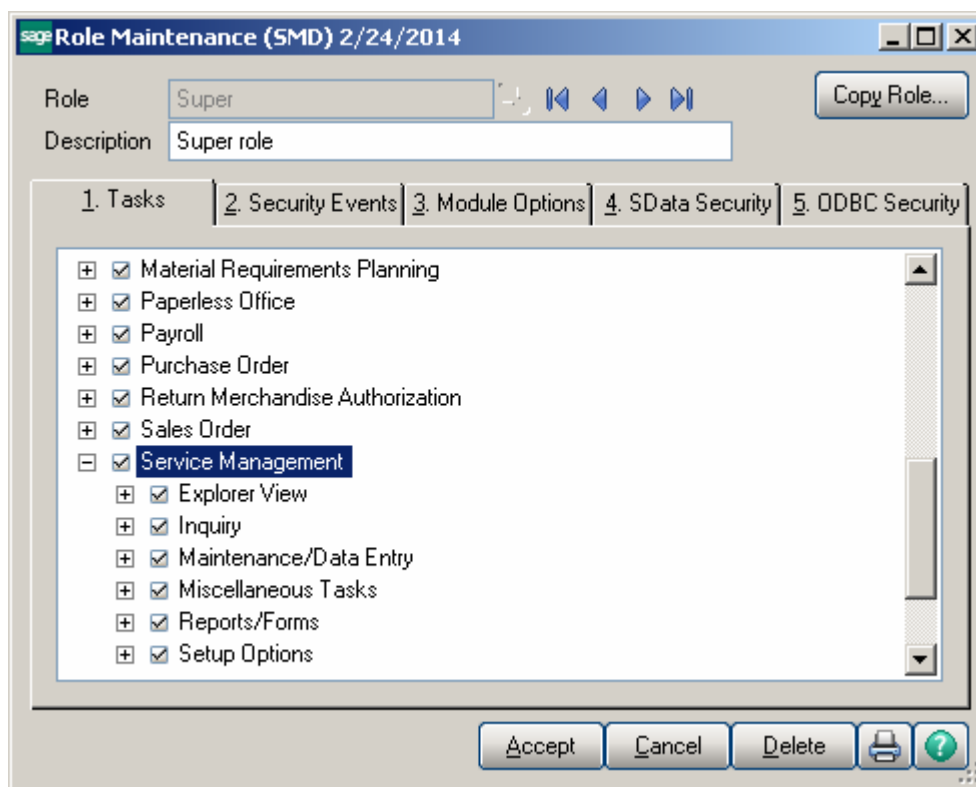 sage Role Maintenance (SMD) 2/24/2014
Role Super Copy Role...
Description Super role
1. Tasks 2. Security Events 3. Module Options 4. SData Security 5. ODBC Security
Material Requirements Planning
Paperless Office
Payroll
Purchase Order
Return Merchandise Authorization
Sales Order
Service Management
Explorer View
Inquiry
Maintenance/Data Entry
Miscellaneous Tasks
Reports/Forms
Setup Options
Accept Cancel Delete